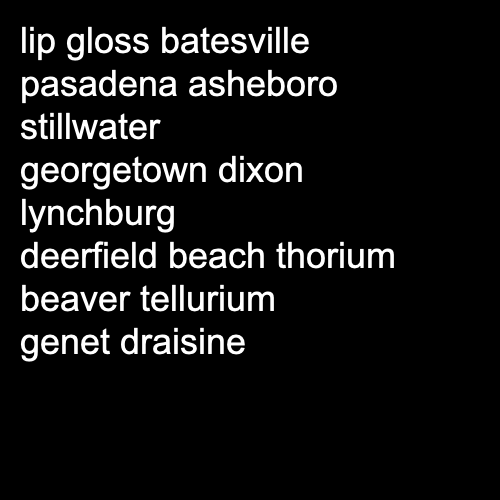 lip gloss batesville
pasadena asheboro
stillwater
georgetown dixon
lynchburg
deerfield beach thorium
beaver tellurium
genet draisine